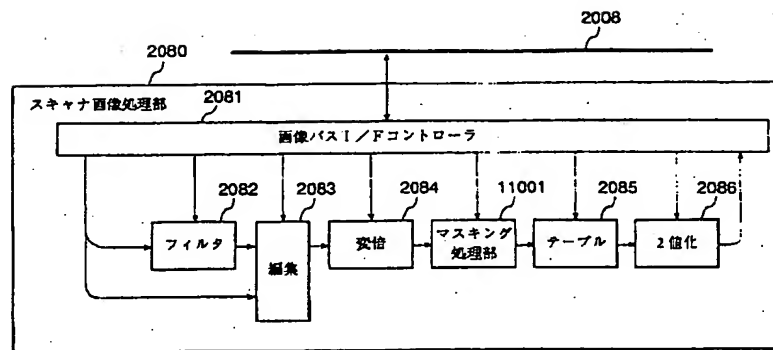 2008
2080
スキャナ画像処理部
2081
画像バスI/Fコントローラ
2082
2083
2084
11001
2085
2086
フィルタ
編集
変倍
マスキング
処理部
テーブル
2値化